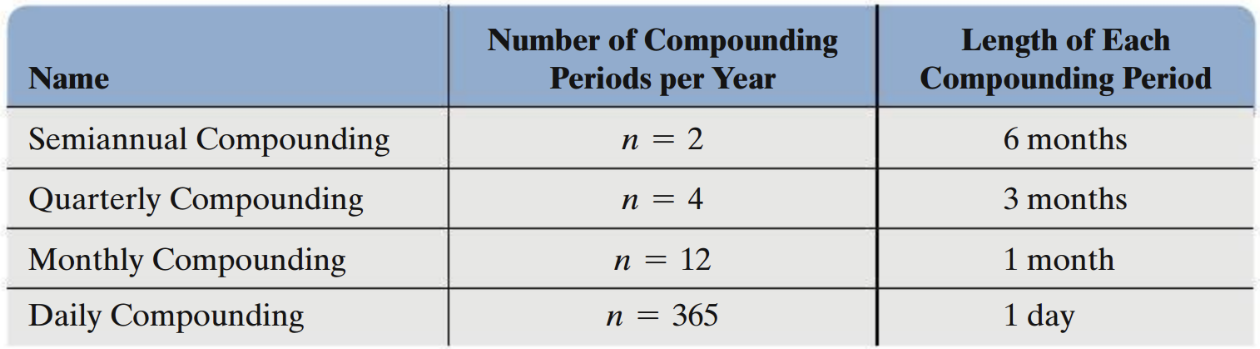 Name
Number of Compounding
Periods per Year
Length of Each
Compounding Period
Semiannual Compounding
n = 2
6 months
Quarterly Compounding
n = 4
3 months
Monthly Compounding
n = 12
1 month
Daily Compounding
n = 365
1 day